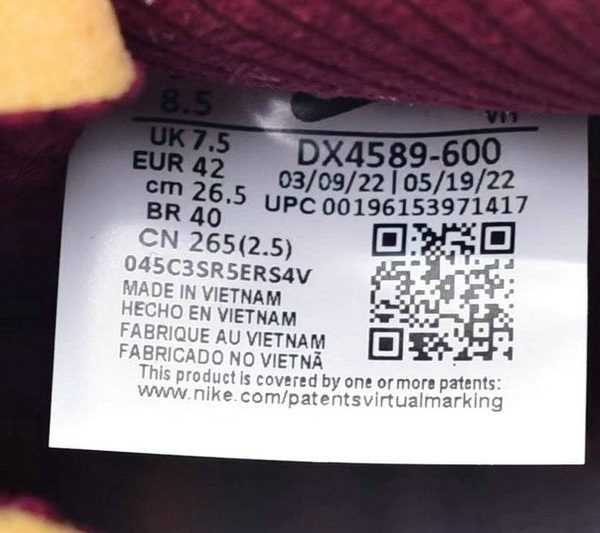 8.5
UK 7.5
EUR 42
cm 26.5
BR 40
CN 265(2.5)
045C3SR5ERS4V
MADE IN VIETNAM
HECHO EN VIETNAM
FABRIQUE AU VIETNAM
FABRICADO NO VIETNÃ
DX4589-600
03/09/22 | 05/19/22
UPC 00196153971417
This product is covered by one or more patents:
www.nike.com/patentsvirtualmarking